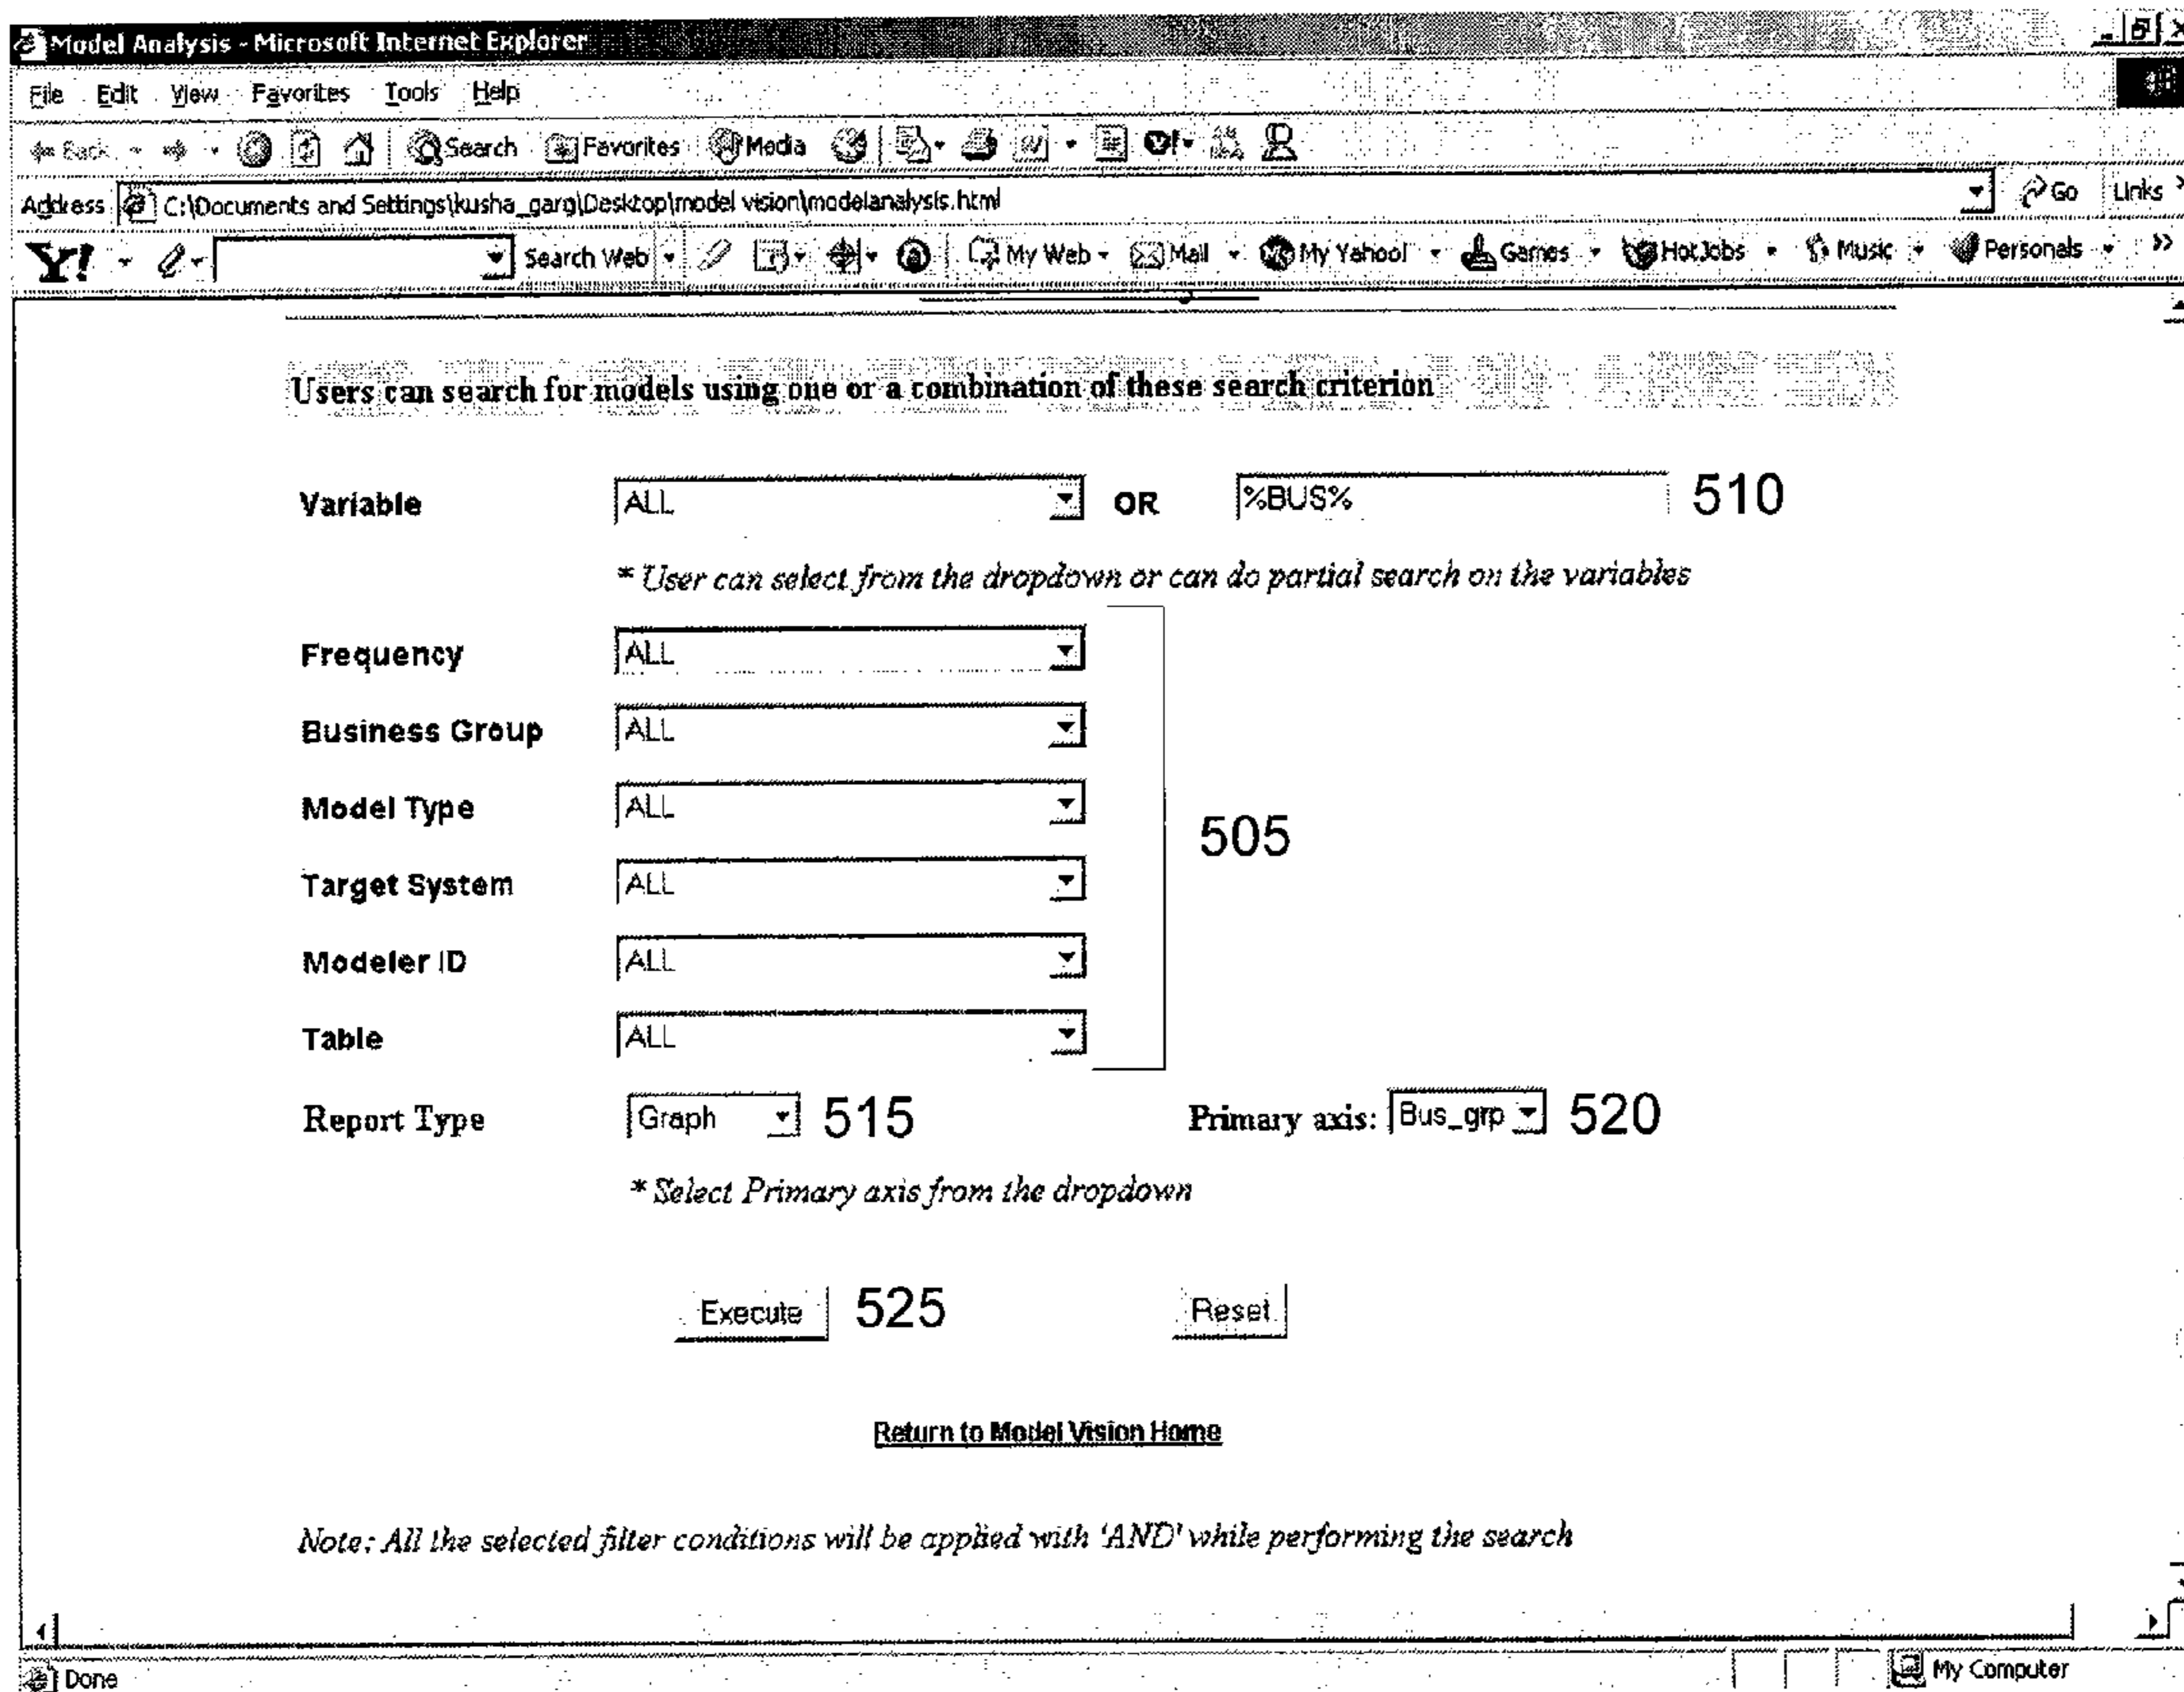 Model Analysis - Microsoft Internet Explorer
File Edit View Favorites Tools Help
Back Search Favorites Media
Address C:\Documents and Settings\kusha_garg\Desktop\model vision\modelanalysis.html Go Links
Y! Search Web My Web Mail My Yahoo! Games HotJobs Music Personals »
Users can search for models using one or a combination of these search criterion
Variable ALL OR %BUS% 510
* User can select from the dropdown or can do partial search on the variables
Frequency ALL
Business Group ALL
Model Type ALL
505
Target System ALL
Modeler ID ALL
Table ALL
Report Type Graph 515 Primary axis: Bus_grp 520
* Select Primary axis from the dropdown
Execute 525 Reset
Return to Model Vision Home
Note: All the selected filter conditions will be applied with 'AND' while performing the search
Done My Computer